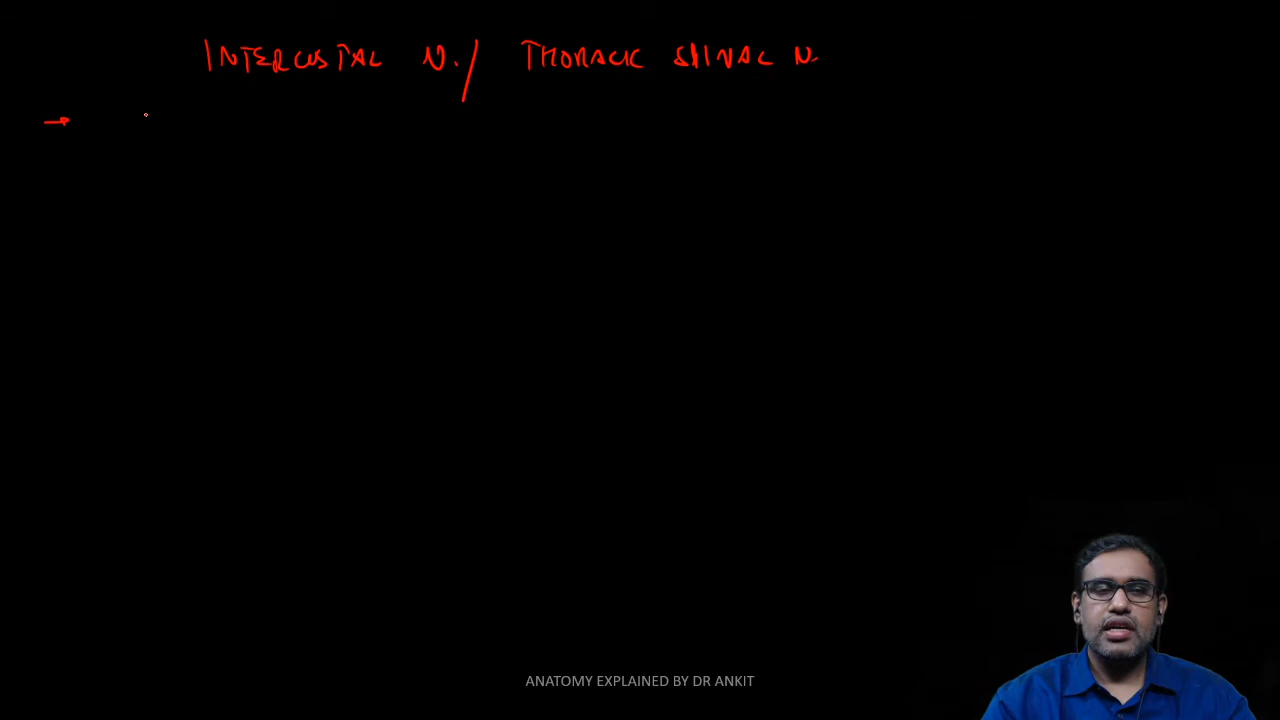 INTERCOSTAL N. / THORACIC SPINAL N.
→
ANATOMY EXPLAINED BY DR ANKIT